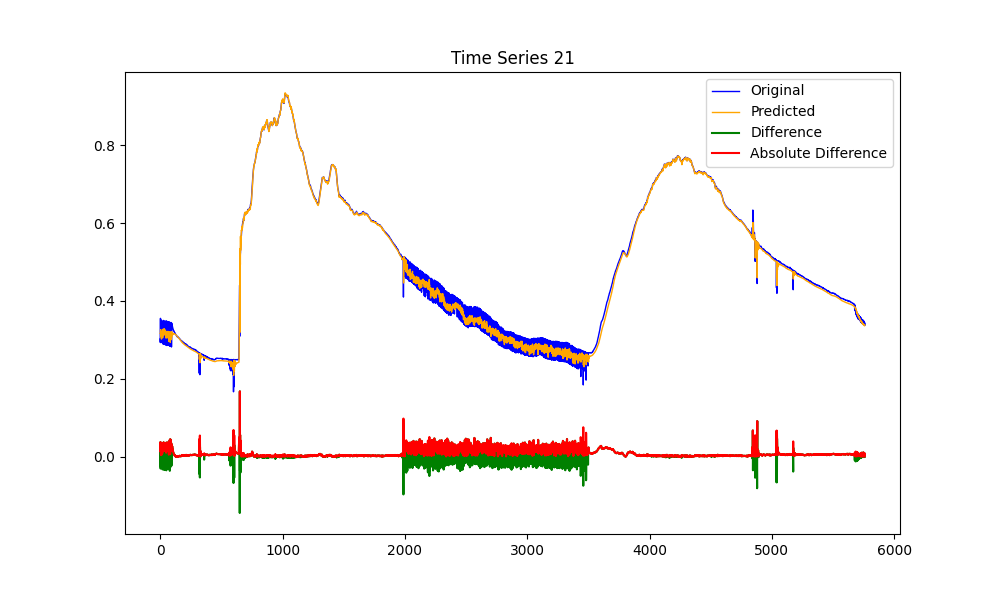 Time Series 21
Original
Predicted
Difference
Absolute Difference
0.8
0.6
0.4
0.2
0.0
0 1000 2000 3000 4000 5000 6000